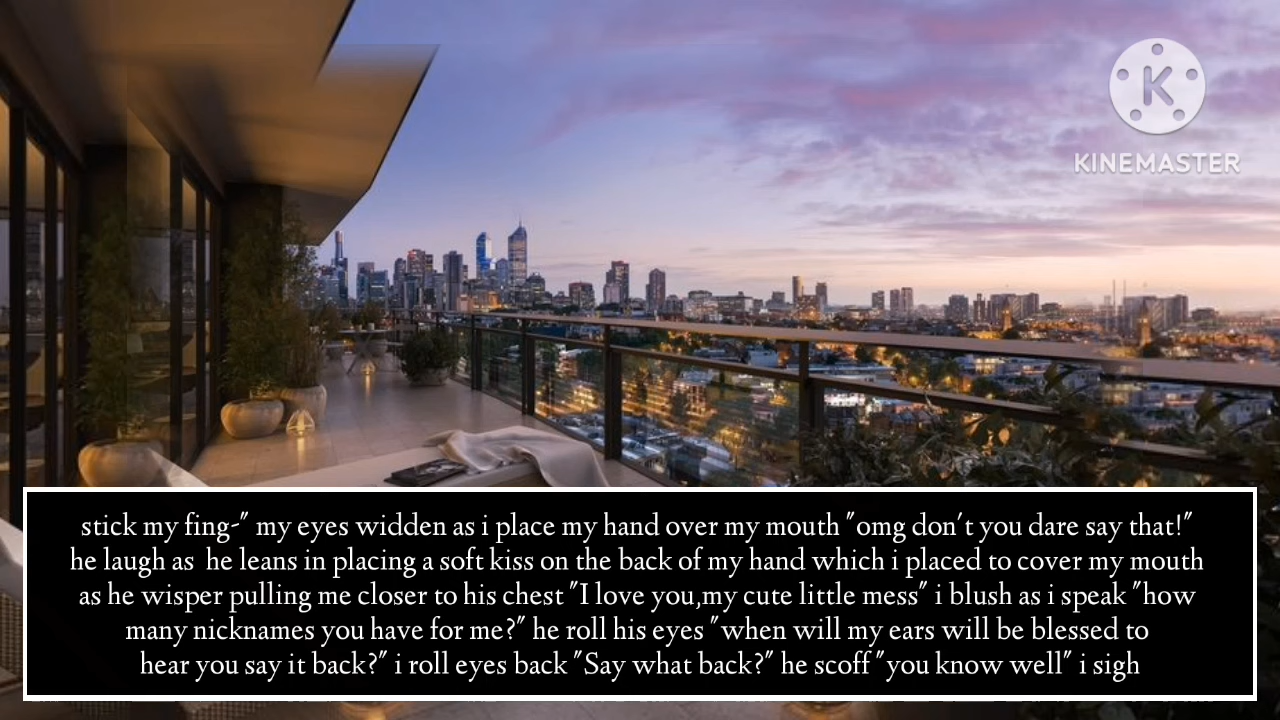 KINEMASTER
stick my fing-" my eyes widden as i place my hand over my mouth "omg don't you dare say that!"
he laugh as  he leans in placing a soft kiss on the back of my hand which i placed to cover my mouth
as he wisper pulling me closer to his chest "I love you,my cute little mess" i blush as i speak "how
many nicknames you have for me?" he roll his eyes "when will my ears will be blessed to
hear you say it back?" i roll eyes back "Say what back?" he scoff "you know well" i sigh